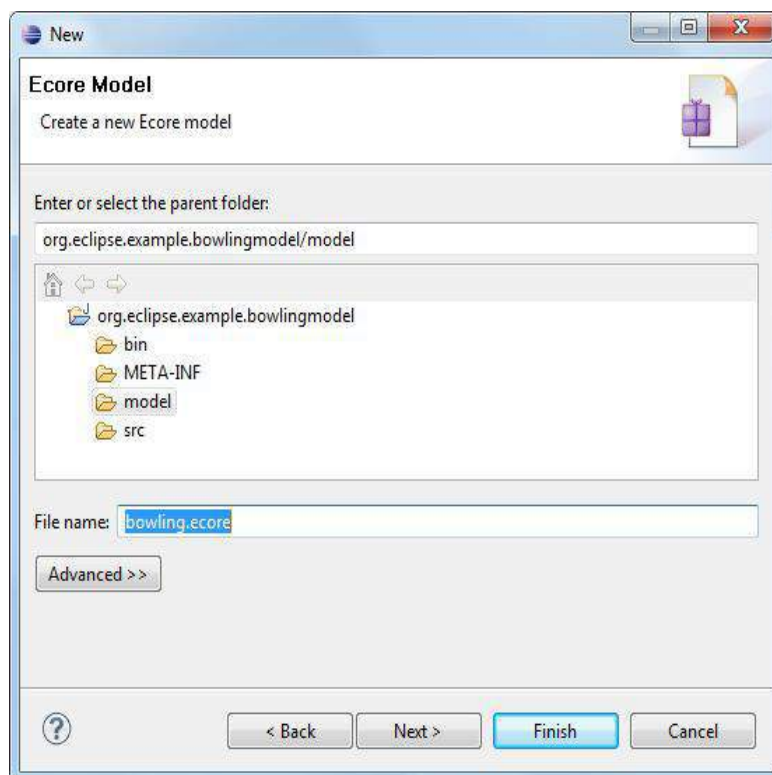 New
Ecore Model
Create a new Ecore model
Enter or select the parent folder:
org.eclipse.example.bowlingmodel/model
org.eclipse.example.bowlingmodel
bin
META-INF
model
src
File name: bowling.ecore
Advanced >>
? < Back Next > Finish Cancel